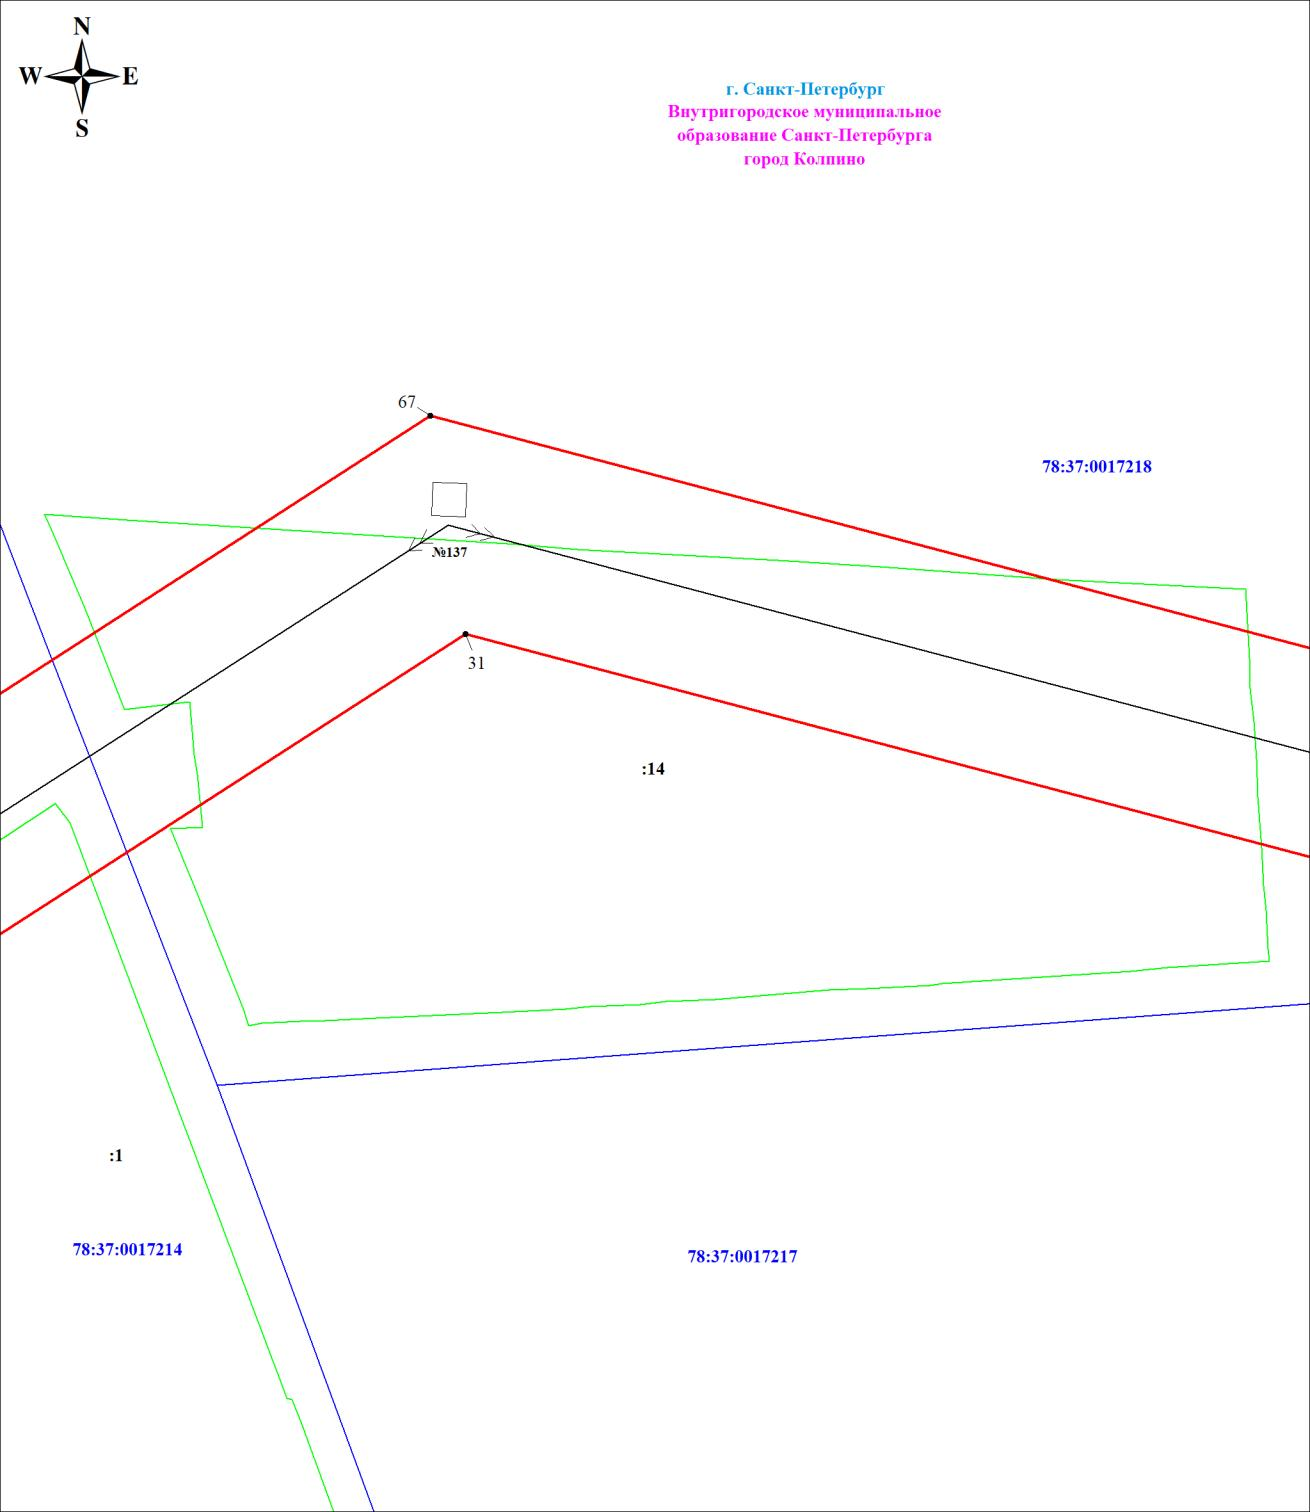 N
W E
S
г. Санкт-Петербург
Внутригородское муниципальное
образование Санкт-Петербурга
город Колпино
67
78:37:0017218
№137
31
:14
:1
78:37:0017214
78:37:0017217